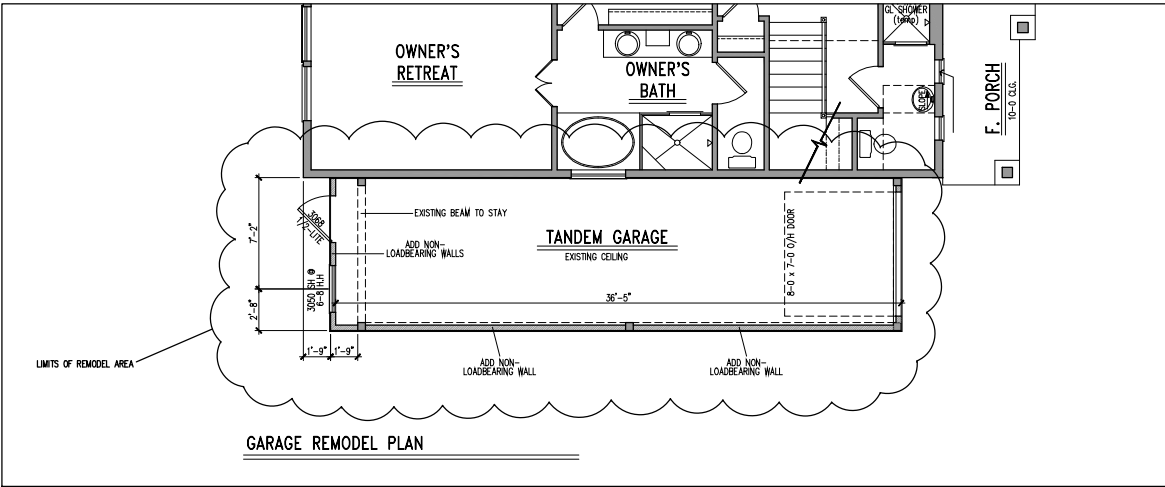 GL SHOWER
(temp)
OWNER'S
RETREAT
OWNER'S
BATH
SLOPE
F. PORCH
10-0 CLG.
3068
1/2-LITE
EXISTING BEAM TO STAY
ADD NON-
LOADBEARING WALLS
TANDEM GARAGE
EXISTING CEILING
8-0 x 7-0 O/H DOOR
7'-2"
2'-8"
3050 SH @
6-8 H.H
36'-5"
1'-9"
1'-9"
LIMITS OF REMODEL AREA
ADD NON-
LOADBEARING WALL
ADD NON-
LOADBEARING WALL
GARAGE REMODEL PLAN